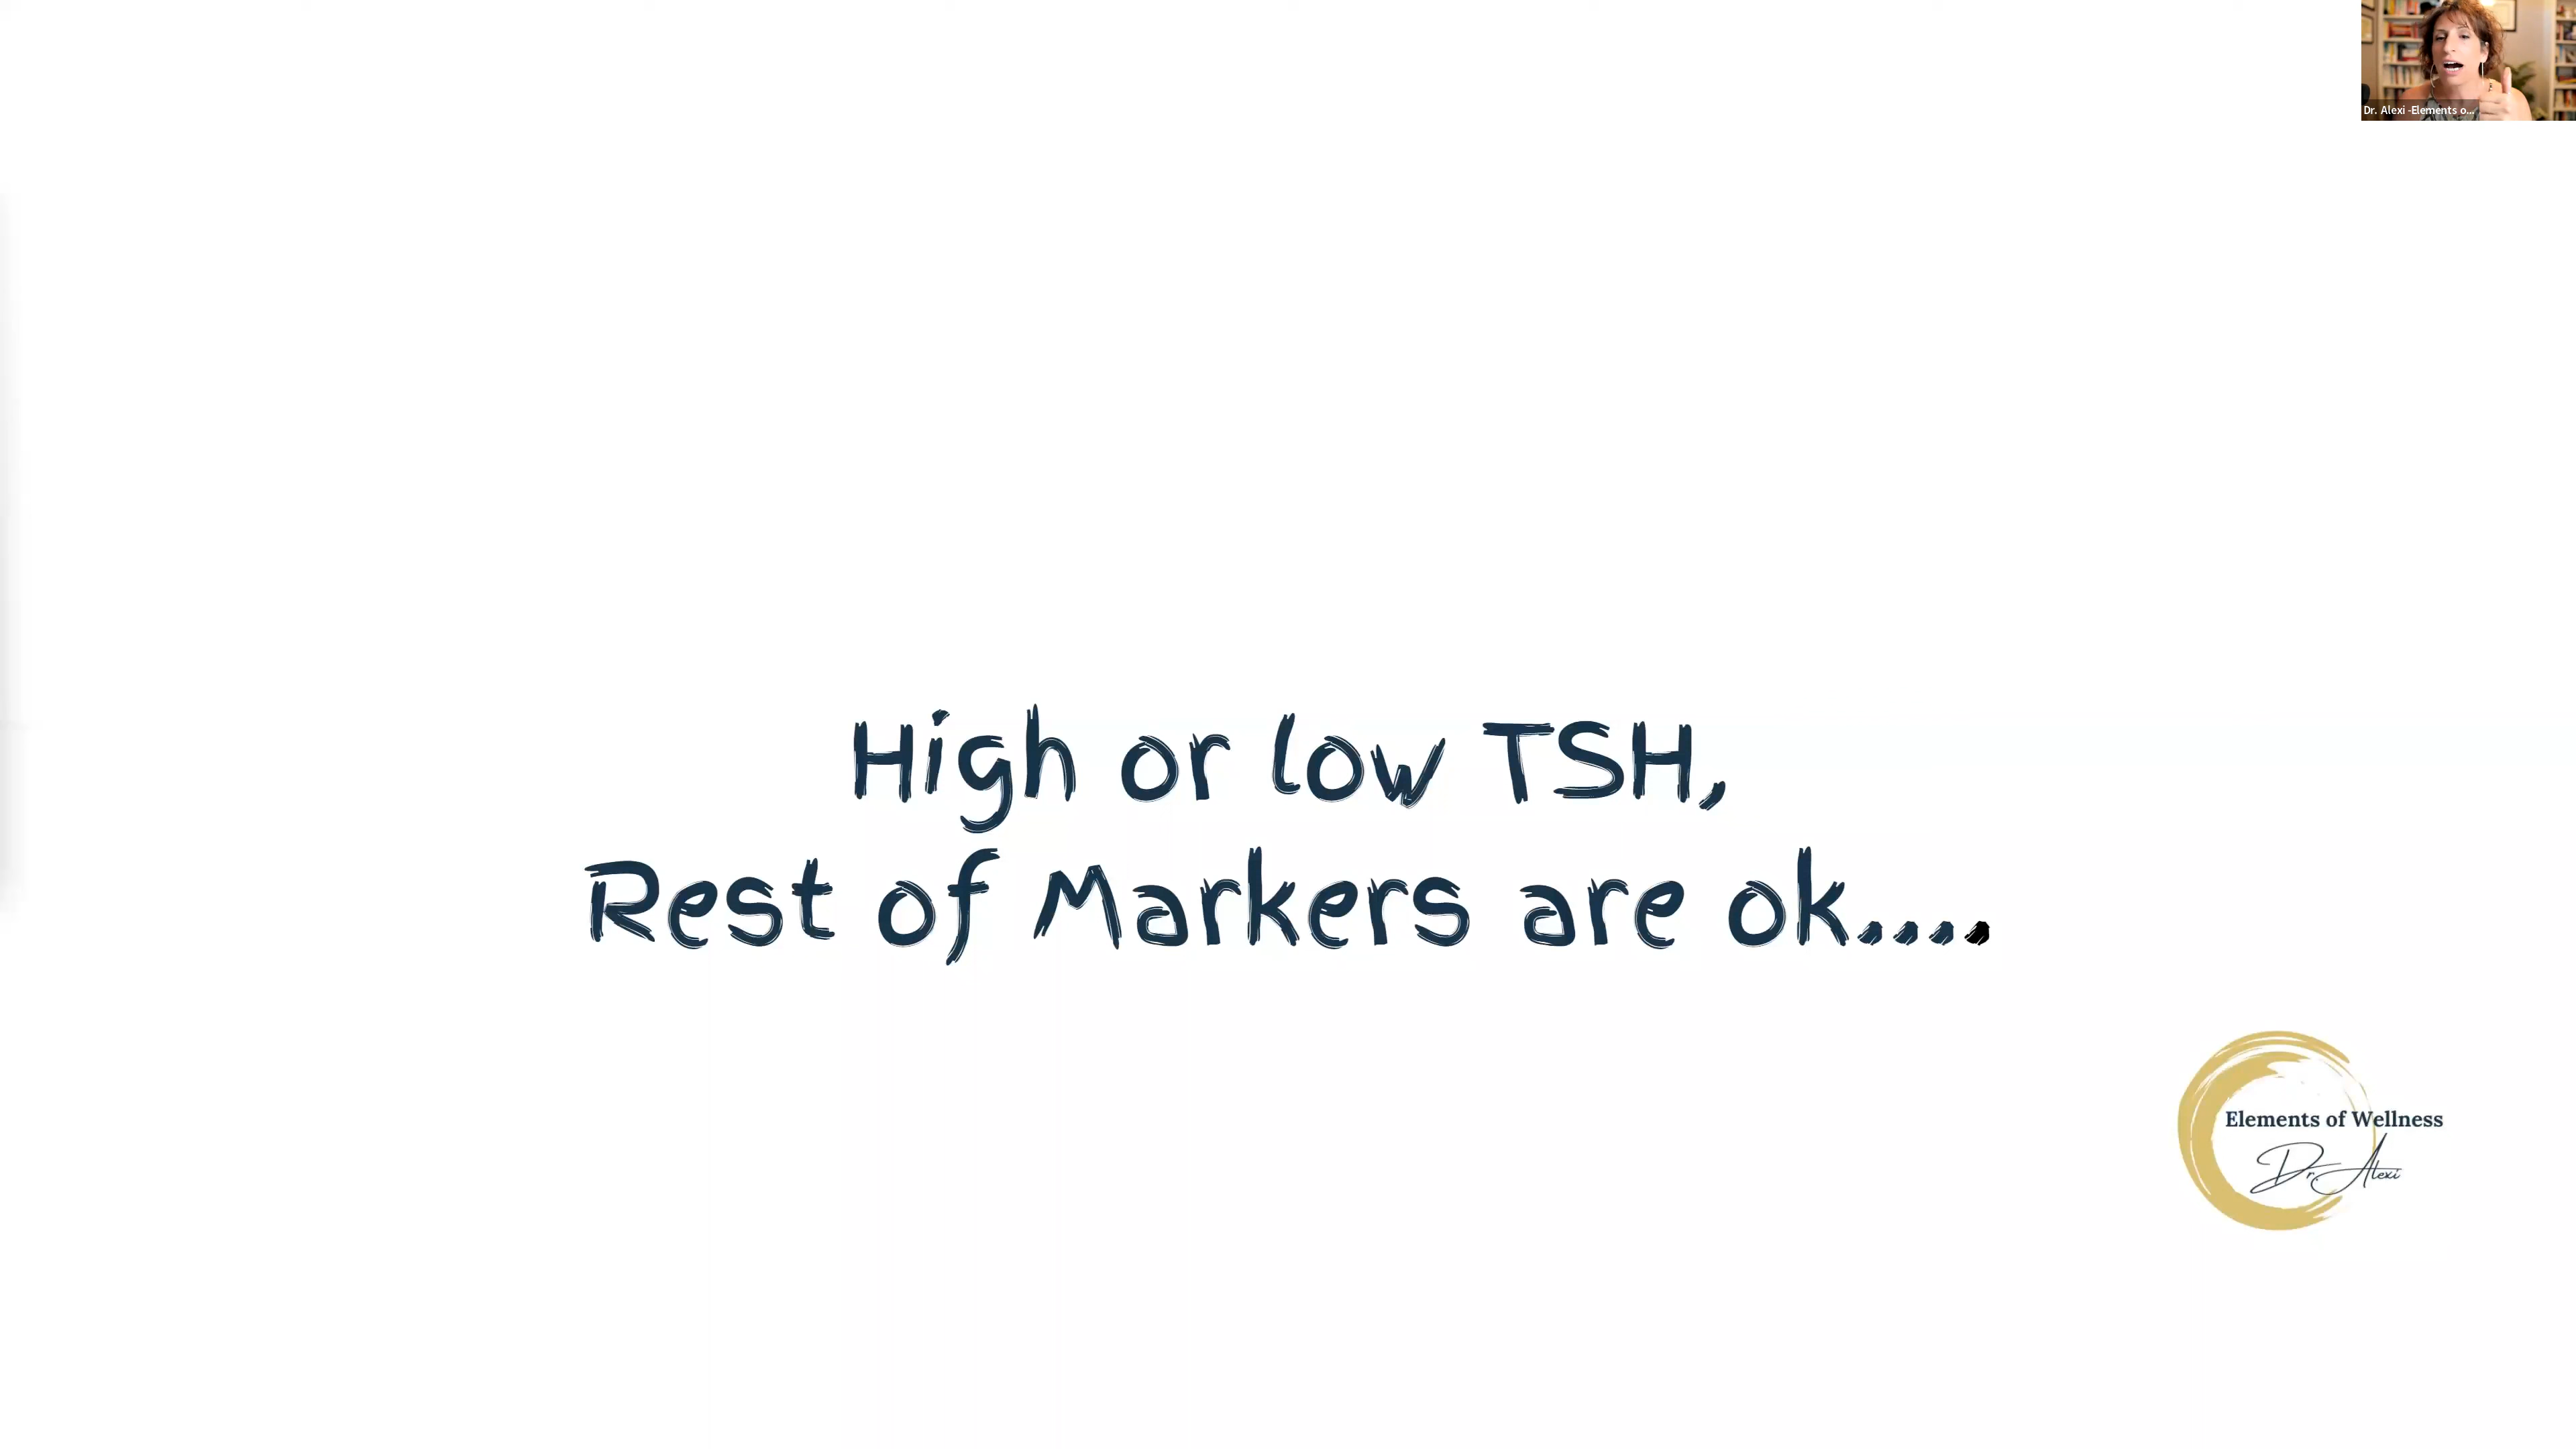 Dr. Alexi -Elements o...
High or low TSH,
Rest of Markers are ok....
Elements of Wellness
Dr. Alexi